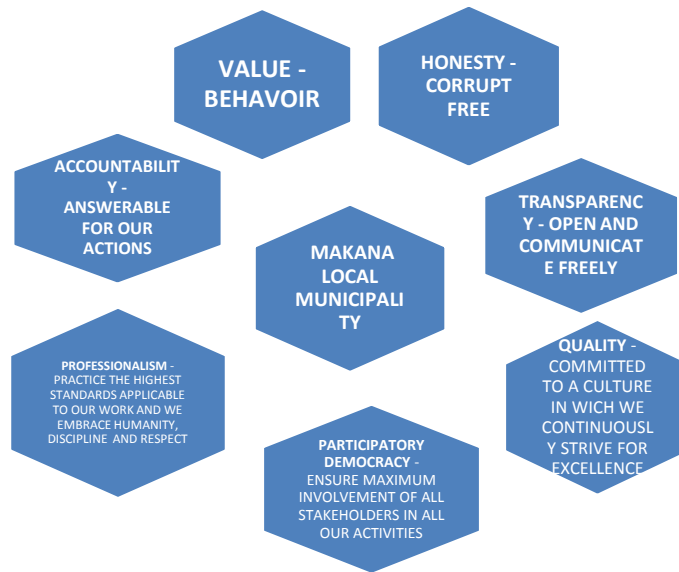 VALUE -
BEHAVOIR
HONESTY -
CORRUPT
FREE
ACCOUNTABILIT
Y -
ANSWERABLE
FOR OUR
ACTIONS
TRANSPARENC
Y - OPEN AND
COMMUNICAT
E FREELY
MAKANA
LOCAL
MUNICIPALI
TY
PROFESSIONALISM -
PRACTICE THE HIGHEST
STANDARDS APPLICABLE
TO OUR WORK AND WE
EMBRACE HUMANITY,
DISCIPLINE AND RESPECT
QUALITY -
COMMITTED
TO A CULTURE
IN WICH WE
CONTINUOUSL
Y STRIVE FOR
EXCELLENCE
PARTICIPATORY
DEMOCRACY -
ENSURE MAXIMUM
INVOLVEMENT OF ALL
STAKEHOLDERS IN ALL
OUR ACTIVITIES